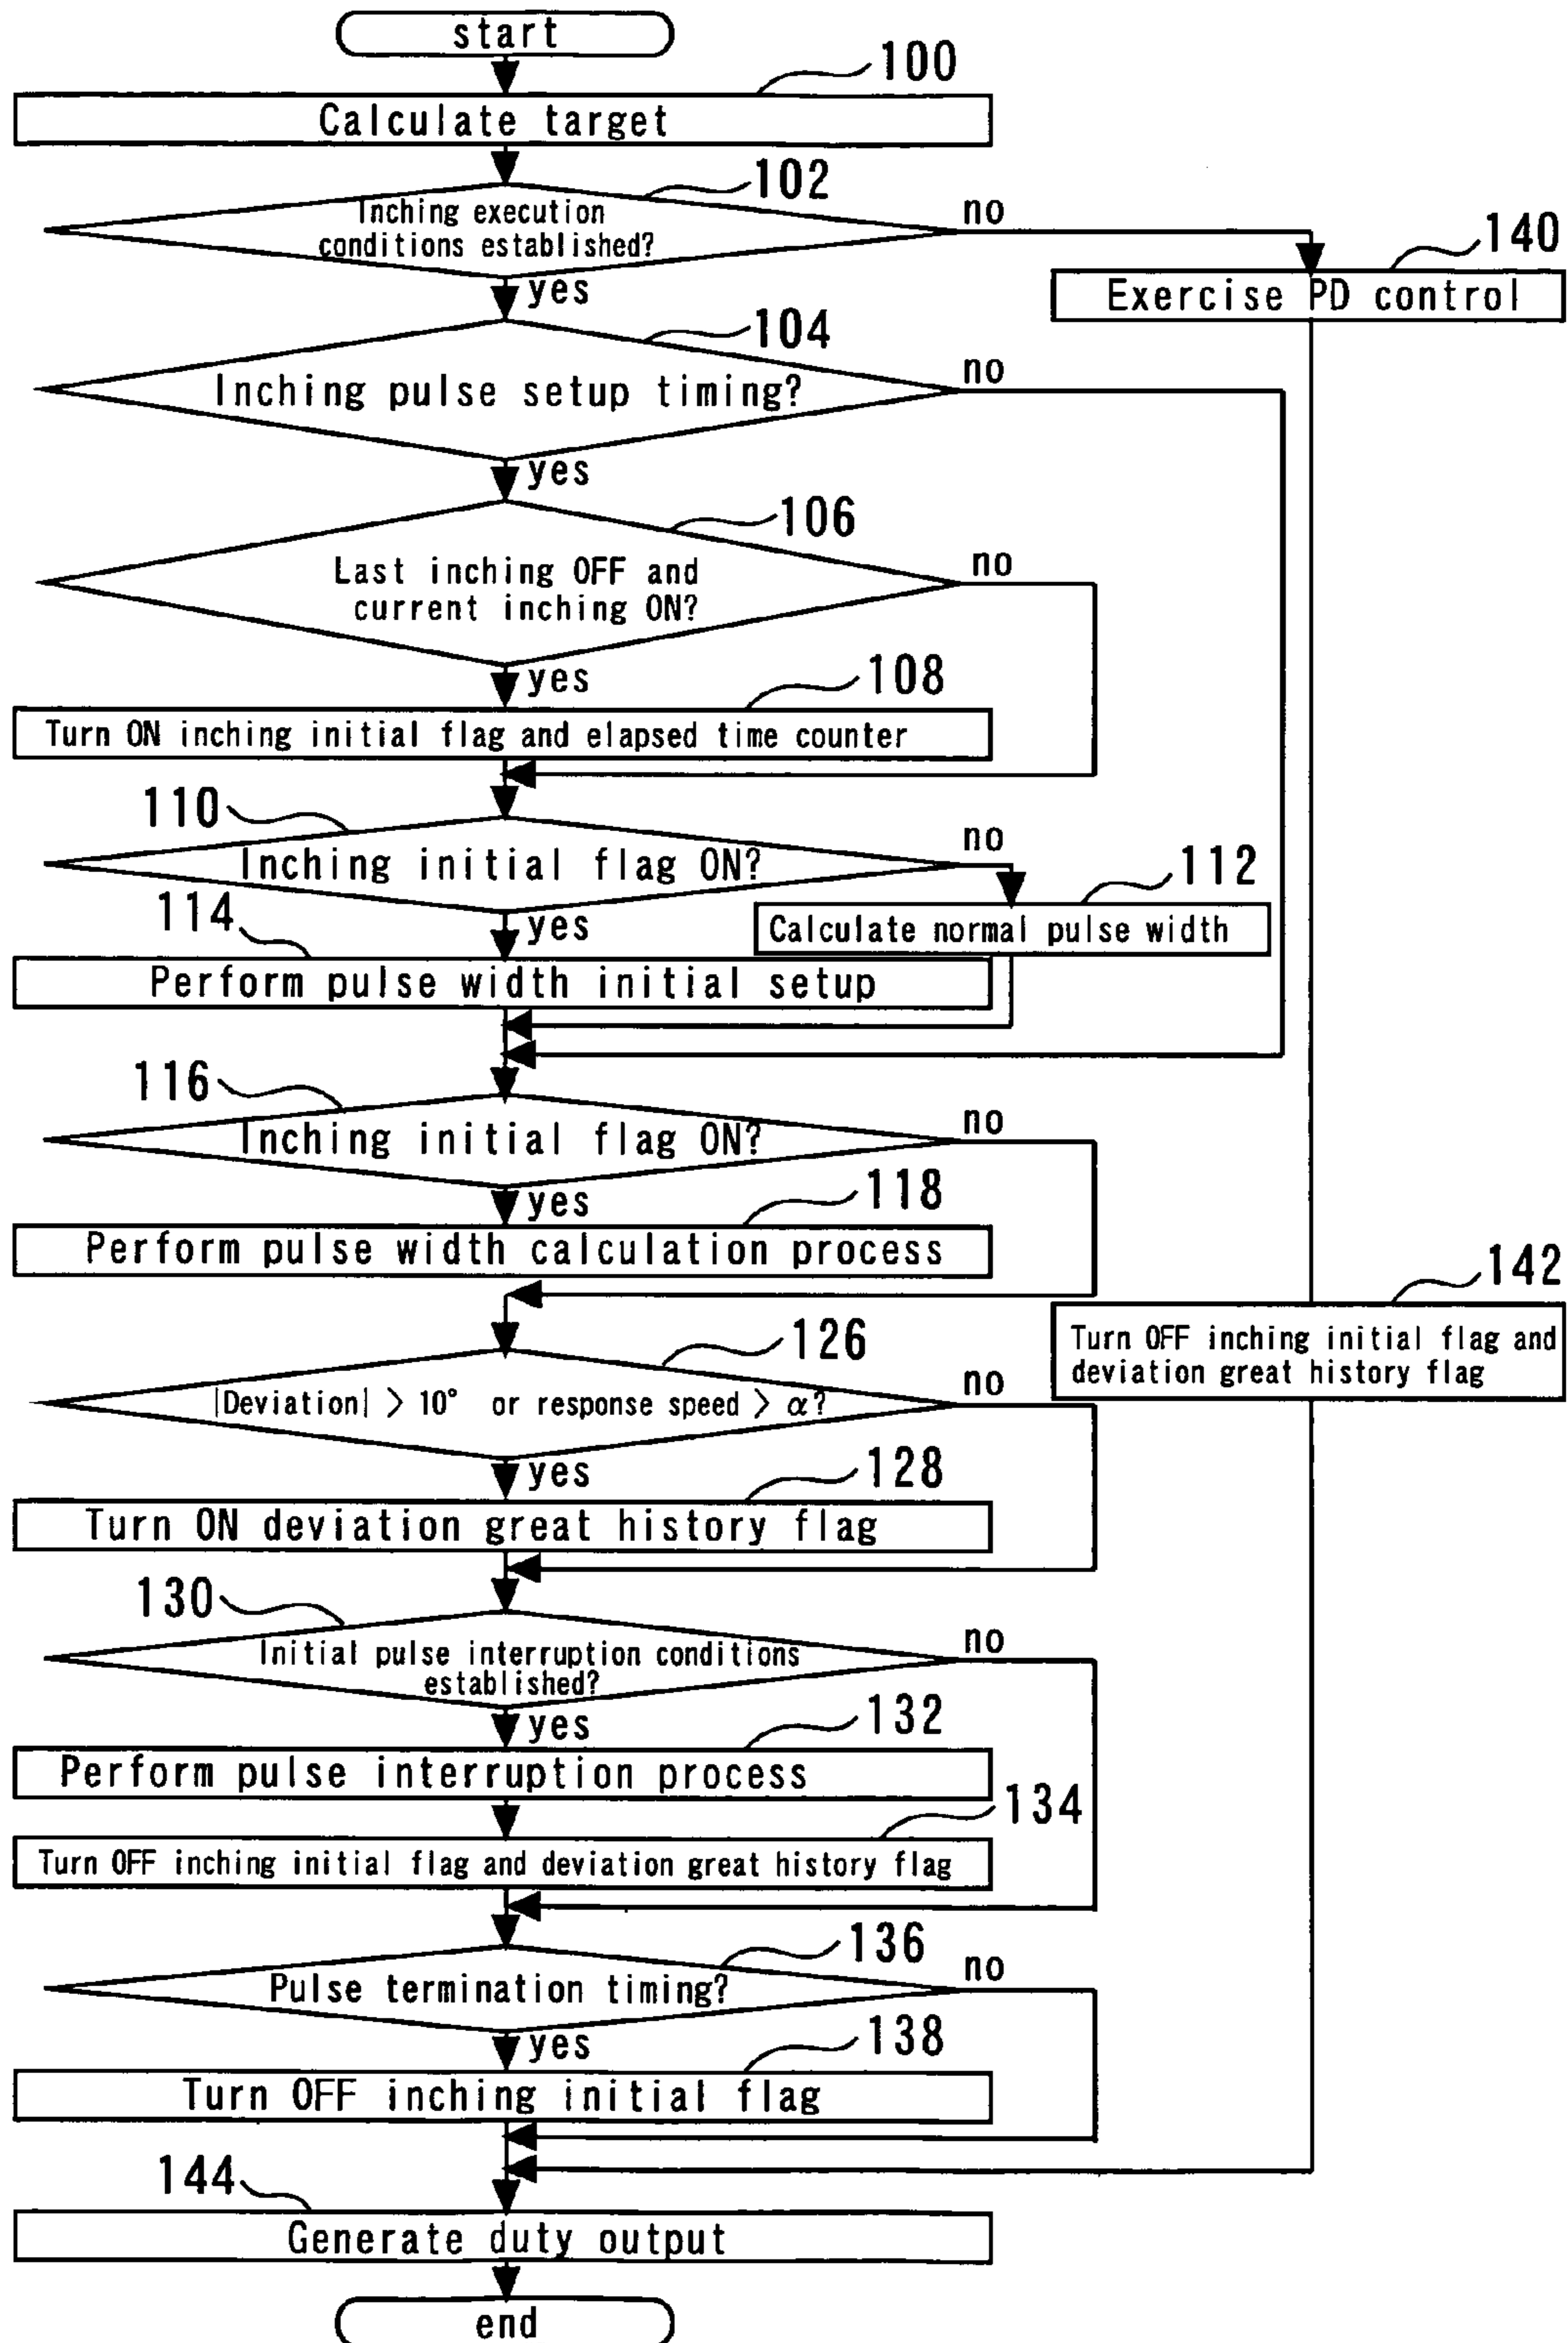 start
100
Calculate target
102
Inching execution
conditions established?
no
yes
140
Exercise PD control
104
Inching pulse setup timing?
no
yes
106
Last inching OFF and
current inching ON?
no
yes
108
Turn ON inching initial flag and elapsed time counter
110
Inching initial flag ON?
no
yes
112
Calculate normal pulse width
114
Perform pulse width initial setup
116
Inching initial flag ON?
no
yes
118
Perform pulse width calculation process
142
Turn OFF inching initial flag and
deviation great history flag
126
|Deviation| > 10° or response speed > α?
no
yes
128
Turn ON deviation great history flag
130
Initial pulse interruption conditions
established?
no
yes
132
Perform pulse interruption process
134
Turn OFF inching initial flag and deviation great history flag
136
Pulse termination timing?
no
yes
138
Turn OFF inching initial flag
144
Generate duty output
end